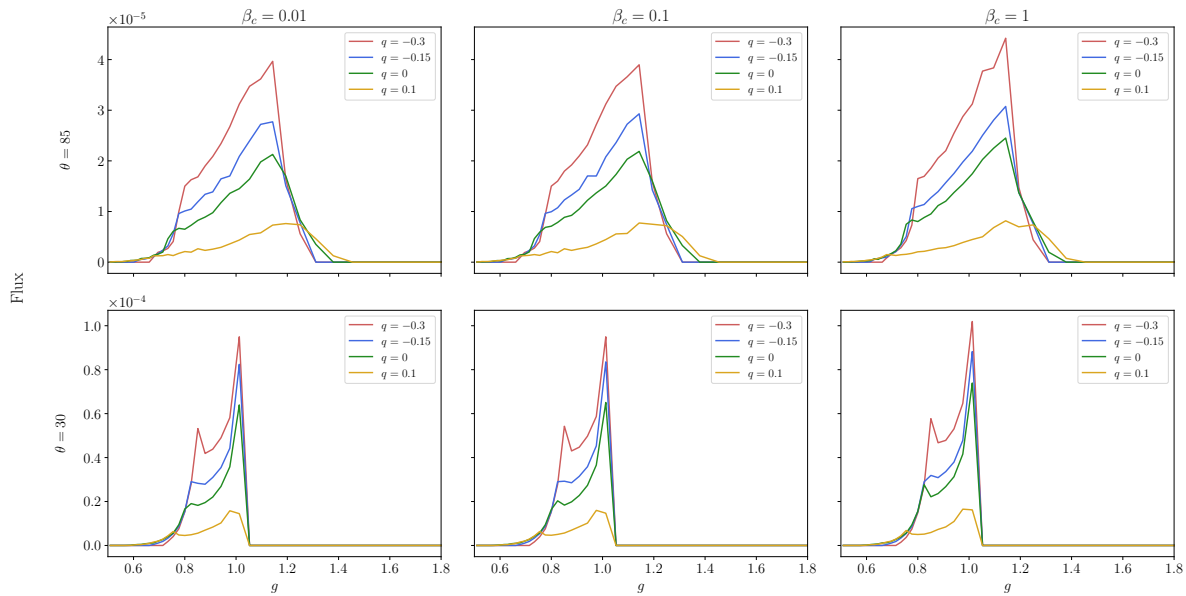 β_c = 0.01
β_c = 0.1
β_c = 1
×10⁻⁵
q = −0.3
q = −0.15
q = 0
q = 0.1
q = −0.3
q = −0.15
q = 0
q = 0.1
q = −0.3
q = −0.15
q = 0
q = 0.1
4
3
2
1
0
θ = 85
Flux
×10⁻⁴
q = −0.3
q = −0.15
q = 0
q = 0.1
q = −0.3
q = −0.15
q = 0
q = 0.1
q = −0.3
q = −0.15
q = 0
q = 0.1
1.0
0.8
0.6
0.4
0.2
0.0
θ = 30
0.6 0.8 1.0 1.2 1.4 1.6 1.8
0.6 0.8 1.0 1.2 1.4 1.6 1.8
0.6 0.8 1.0 1.2 1.4 1.6 1.8
g
g
g